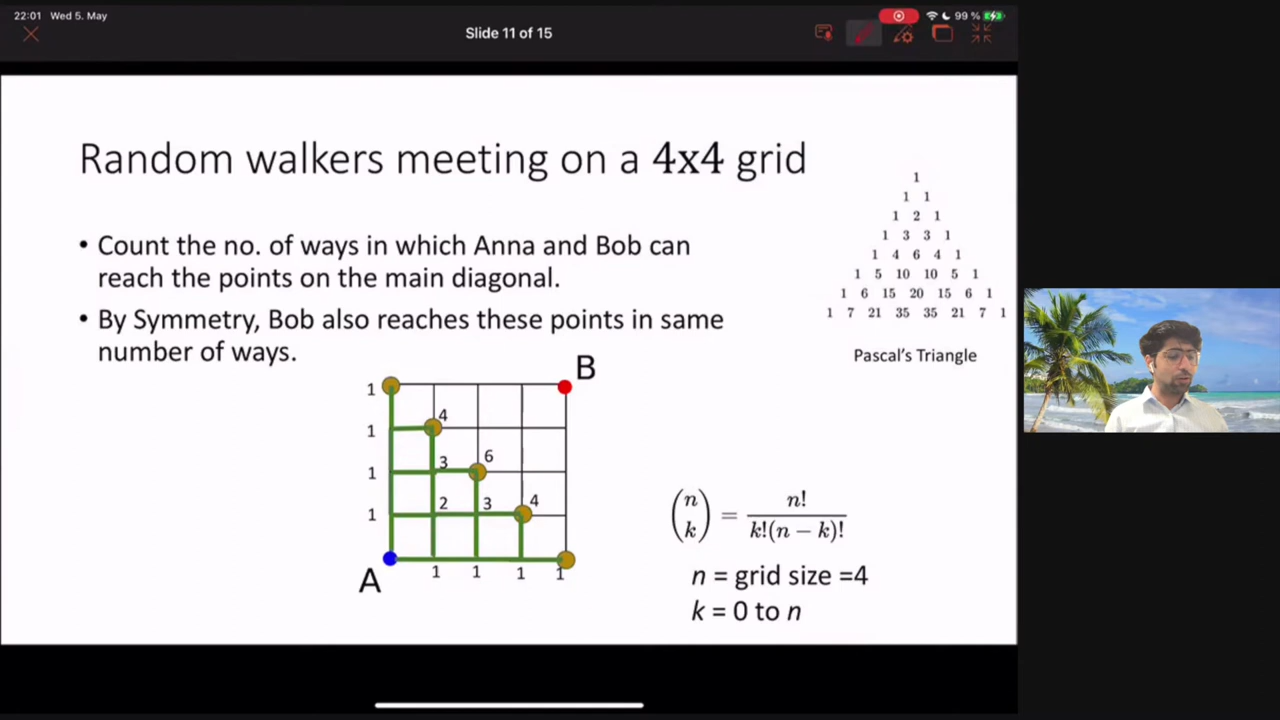 22:01 Wed 5. May
99 %
Slide 11 of 15
Random walkers meeting on a 4x4 grid
• Count the no. of ways in which Anna and Bob can
reach the points on the main diagonal.
• By Symmetry, Bob also reaches these points in same
number of ways.
1
1 1
1 2 1
1 3 3 1
1 4 6 4 1
1 5 10 10 5 1
1 6 15 20 15 6 1
1 7 21 35 35 21 7 1
Pascal's Triangle
B
1
4
1
3 6
1
2 3 4
1
A
1 1 1 1
(n k) = n! / k!(n − k)!
n = grid size =4
k = 0 to n